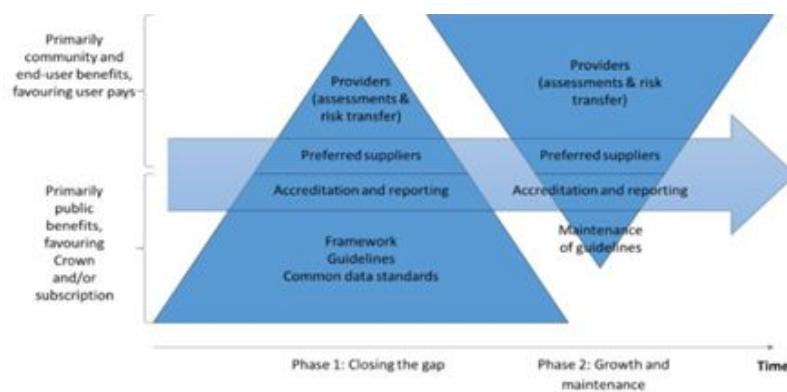 Primarily
community and
end-user benefits,
favouring user pays
Primarily
public
benefits,
favouring
Crown
and/or
subscription
Providers
(assessments &
risk transfer)
Preferred suppliers
Accreditation and reporting
Framework
Guidelines
Common data standards
Providers
(assessments & risk
transfer)
Preferred suppliers
Accreditation and reporting
Maintenance
of guidelines
Phase 1: Closing the gap
Phase 2: Growth and
maintenance
Time